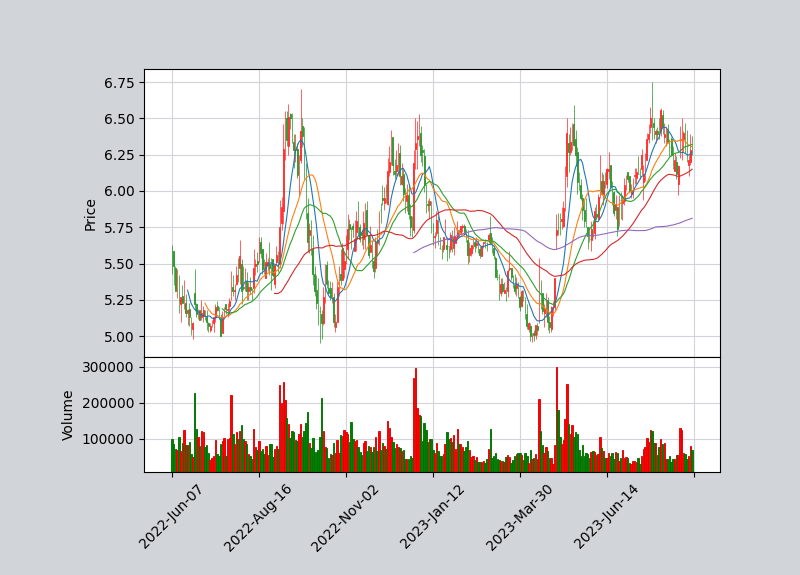 6.75
6.50
6.25
6.00
5.75
5.50
5.25
5.00
Price
300000
200000
100000
Volume
2022-Jun-07
2022-Aug-16
2022-Nov-02
2023-Jan-12
2023-Mar-30
2023-Jun-14